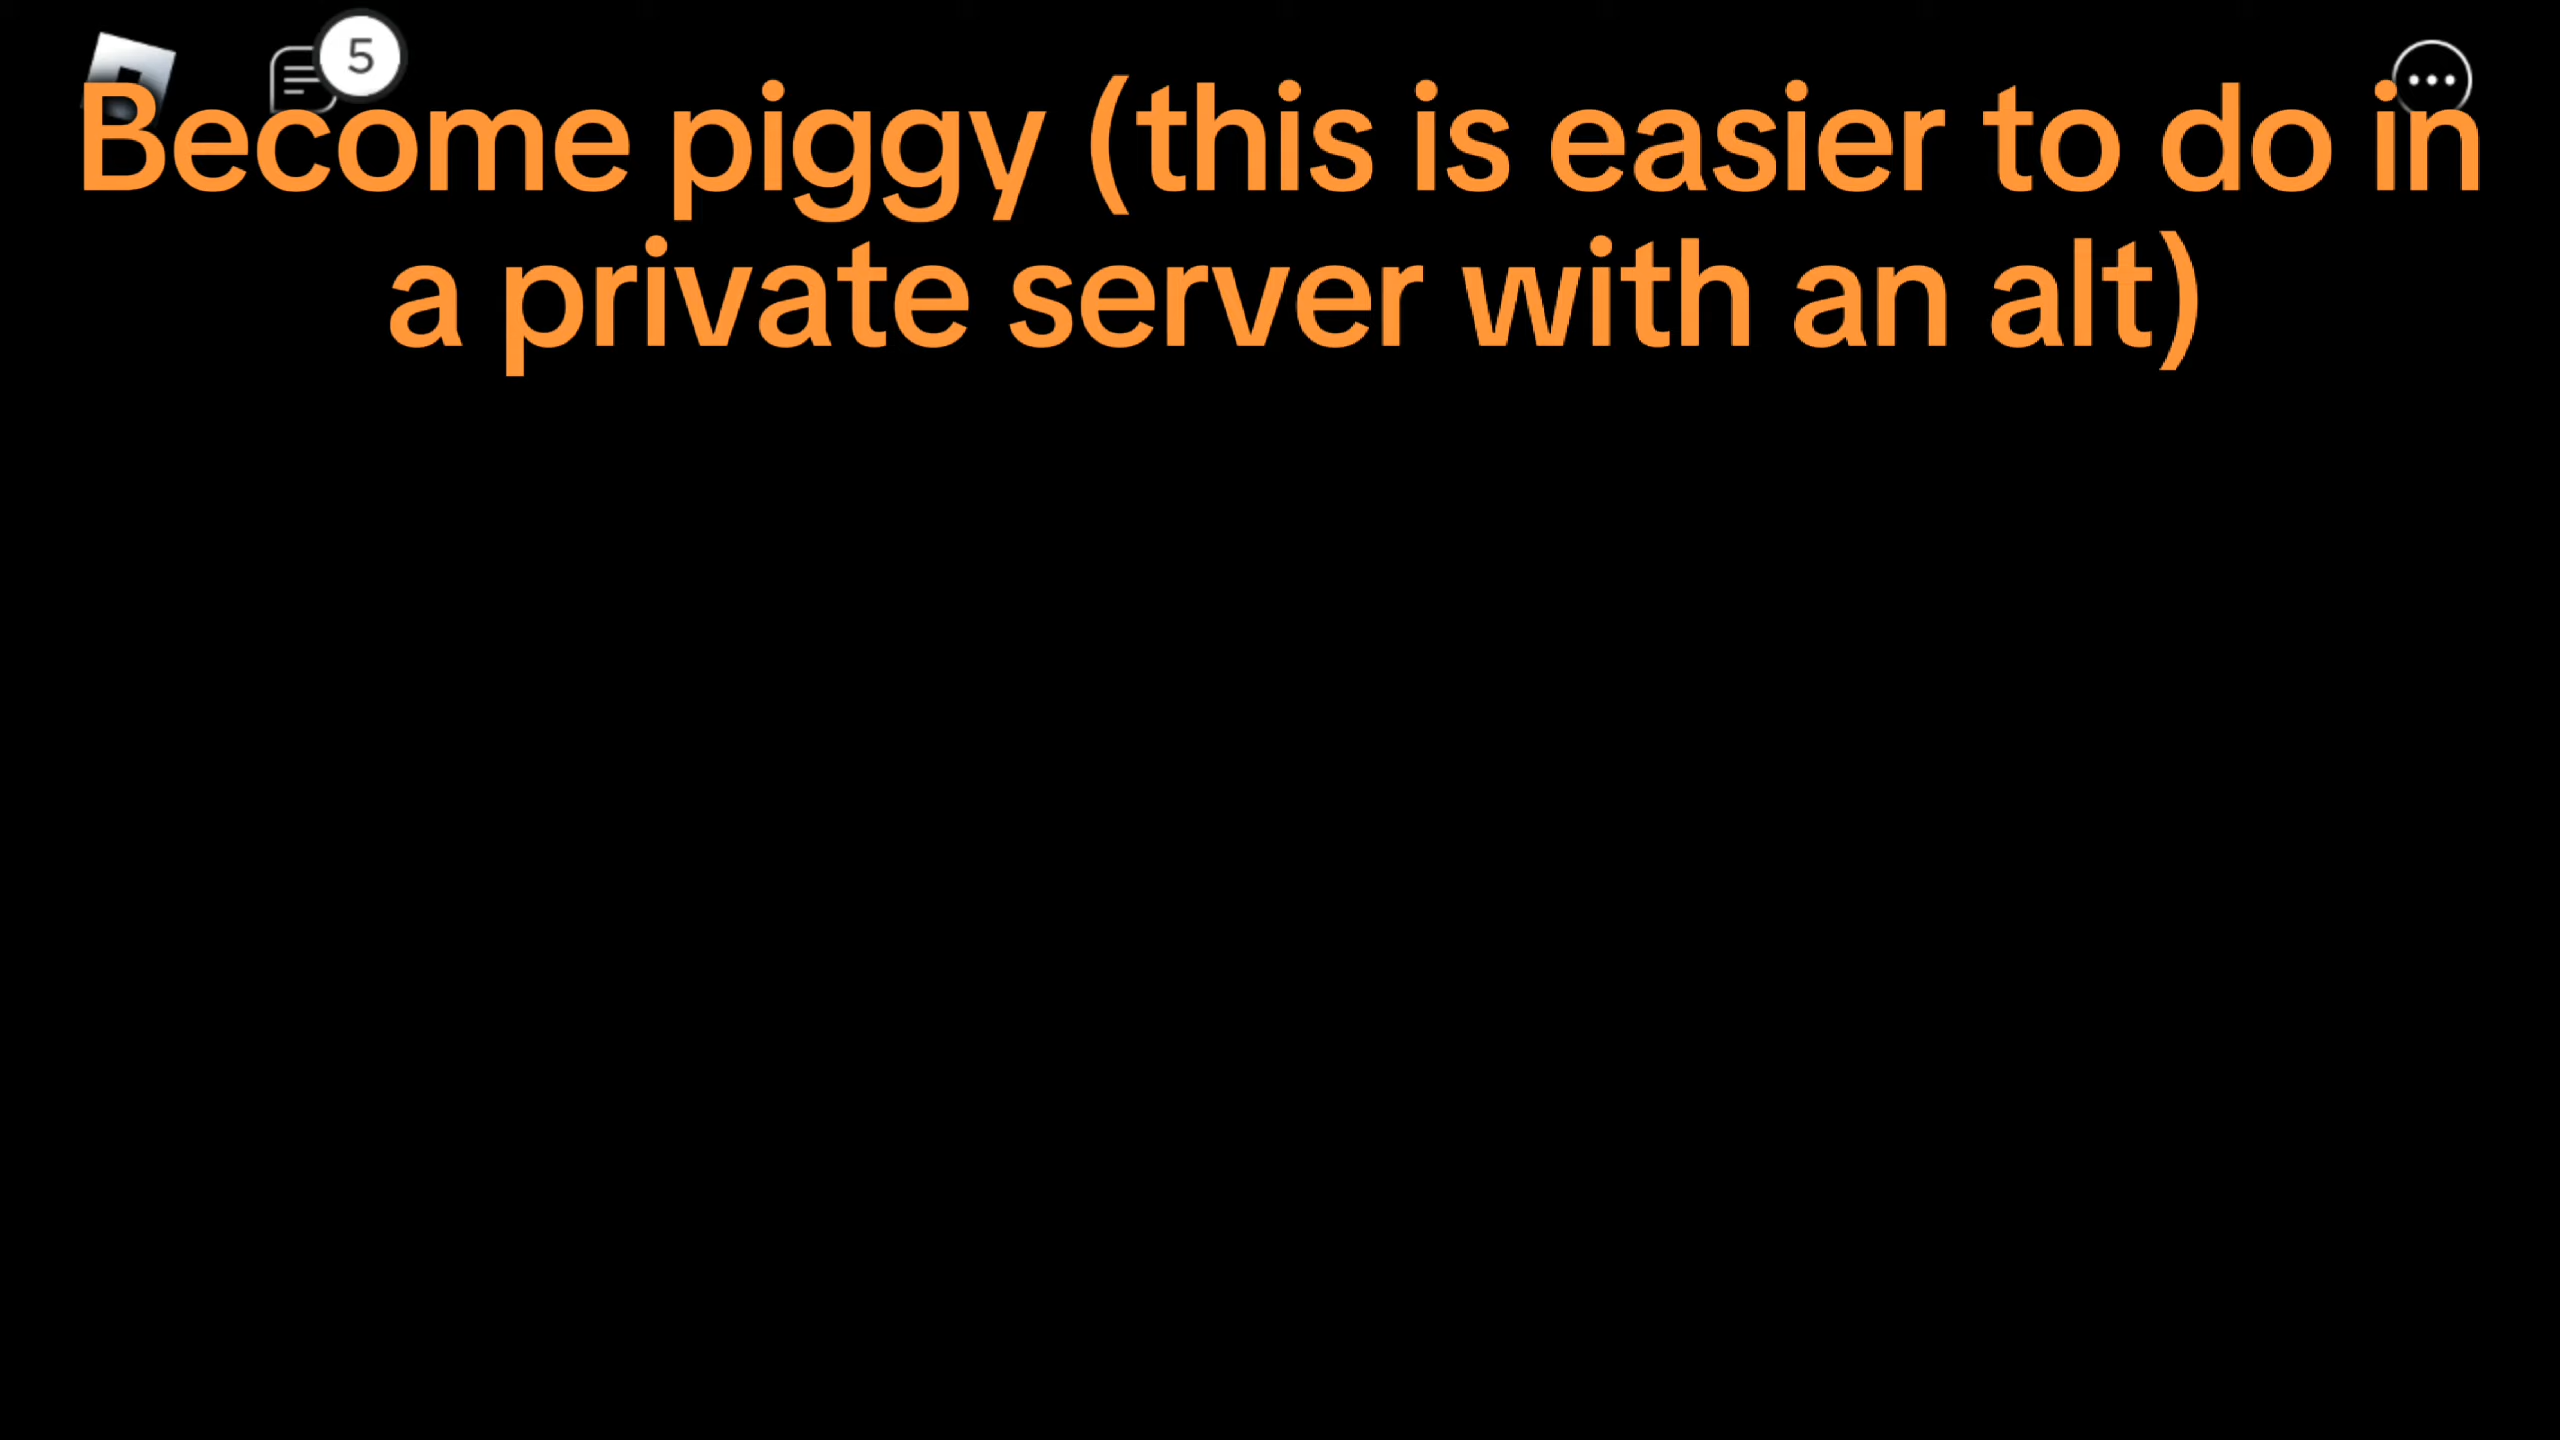 5
Become piggy (this is easier to do in
a private server with an alt)